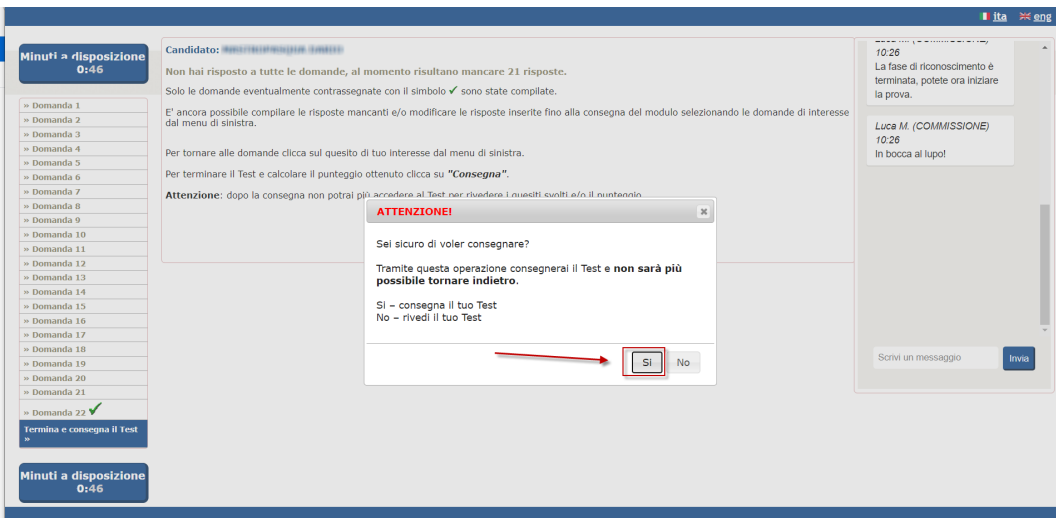 ita eng
Minuti a disposizione
0:46
» Domanda 1
» Domanda 2
» Domanda 3
» Domanda 4
» Domanda 5
» Domanda 6
» Domanda 7
» Domanda 8
» Domanda 9
» Domanda 10
» Domanda 11
» Domanda 12
» Domanda 13
» Domanda 14
» Domanda 15
» Domanda 16
» Domanda 17
» Domanda 18
» Domanda 19
» Domanda 20
» Domanda 21
» Domanda 22 ✓
Termina e consegna il Test
»
Minuti a disposizione
0:46
Candidato:
Non hai risposto a tutte le domande, al momento risultano mancare 21 risposte.
Solo le domande eventualmente contrassegnate con il simbolo ✓ sono state compilate.
E' ancora possibile compilare le risposte mancanti e/o modificare le risposte inserite fino alla consegna del modulo selezionando le domande di interesse
dal menu di sinistra.
Per tornare alle domande clicca sul quesito di tuo interesse dal menu di sinistra.
Per terminare il Test e calcolare il punteggio ottenuto clicca su "Consegna".
Attenzione: dopo la consegna non potrai più accedere al Test per rivedere i quesiti svolti e/o il punteggio
ATTENZIONE!
Sei sicuro di voler consegnare?
Tramite questa operazione consegnerai il Test e non sarà più
possibile tornare indietro.
Si – consegna il tuo Test
No – rivedi il tuo Test
Si No
Luca M. (COMMISSIONE)
10:26
La fase di riconoscimento è
terminata, potete ora iniziare
la prova.
Luca M. (COMMISSIONE)
10:26
In bocca al lupo!
Scrivi un messaggio Invia